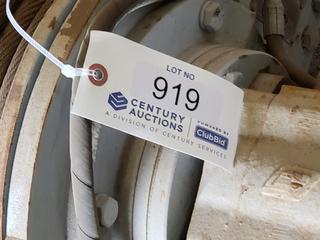 LOT NO
919
CENTURY
AUCTIONS
A DIVISION OF CENTURY SERVICES
POWERED BY
ClubBid